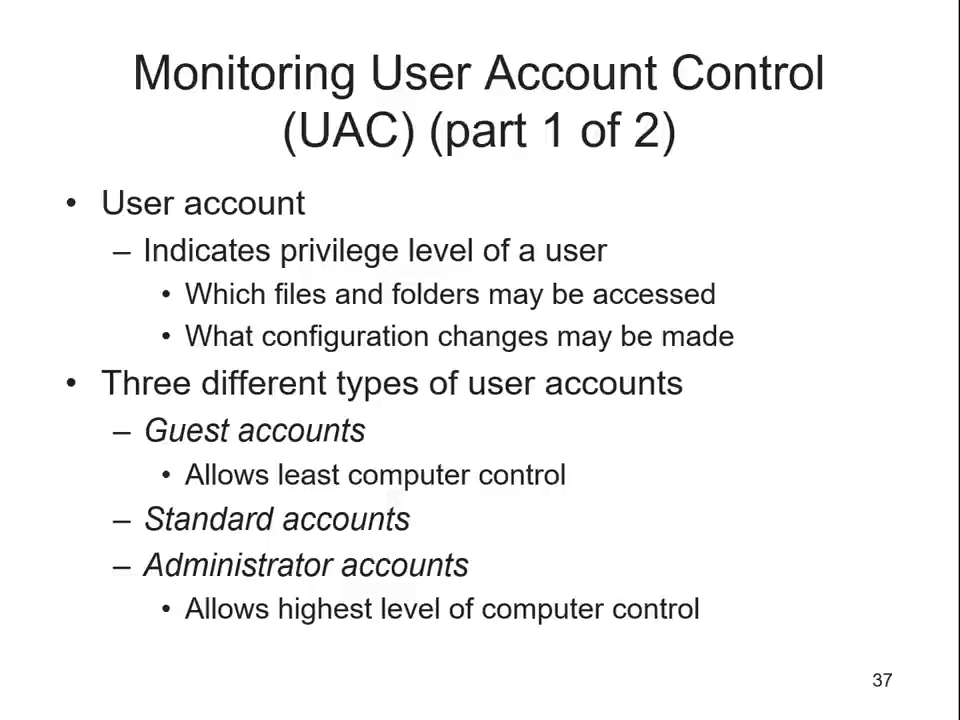 Monitoring User Account Control
(UAC) (part 1 of 2)
• User account
– Indicates privilege level of a user
• Which files and folders may be accessed
• What configuration changes may be made
• Three different types of user accounts
– Guest accounts
• Allows least computer control
– Standard accounts
– Administrator accounts
• Allows highest level of computer control
37